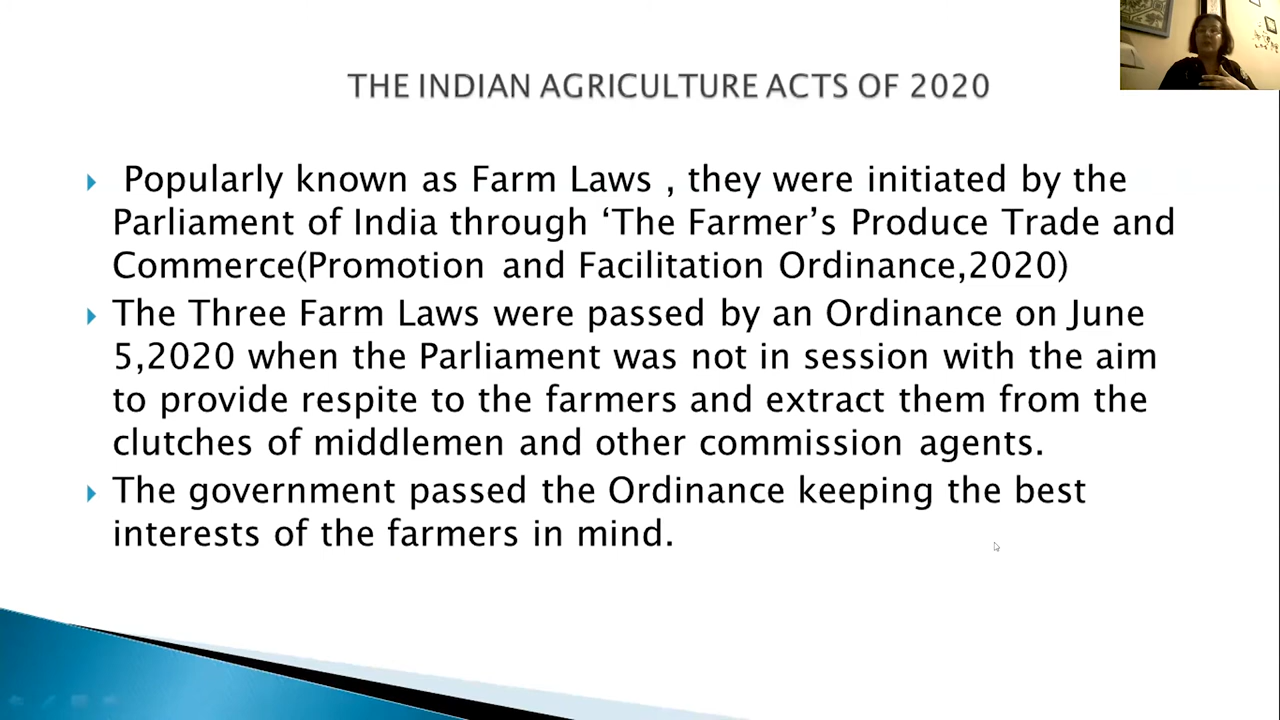 THE INDIAN AGRICULTURE ACTS OF 2020
Popularly known as Farm Laws , they were initiated by the
Parliament of India through ‘The Farmer’s Produce Trade and
Commerce(Promotion and Facilitation Ordinance,2020)
The Three Farm Laws were passed by an Ordinance on June
5,2020 when the Parliament was not in session with the aim
to provide respite to the farmers and extract them from the
clutches of middlemen and other commission agents.
The government passed the Ordinance keeping the best
interests of the farmers in mind.